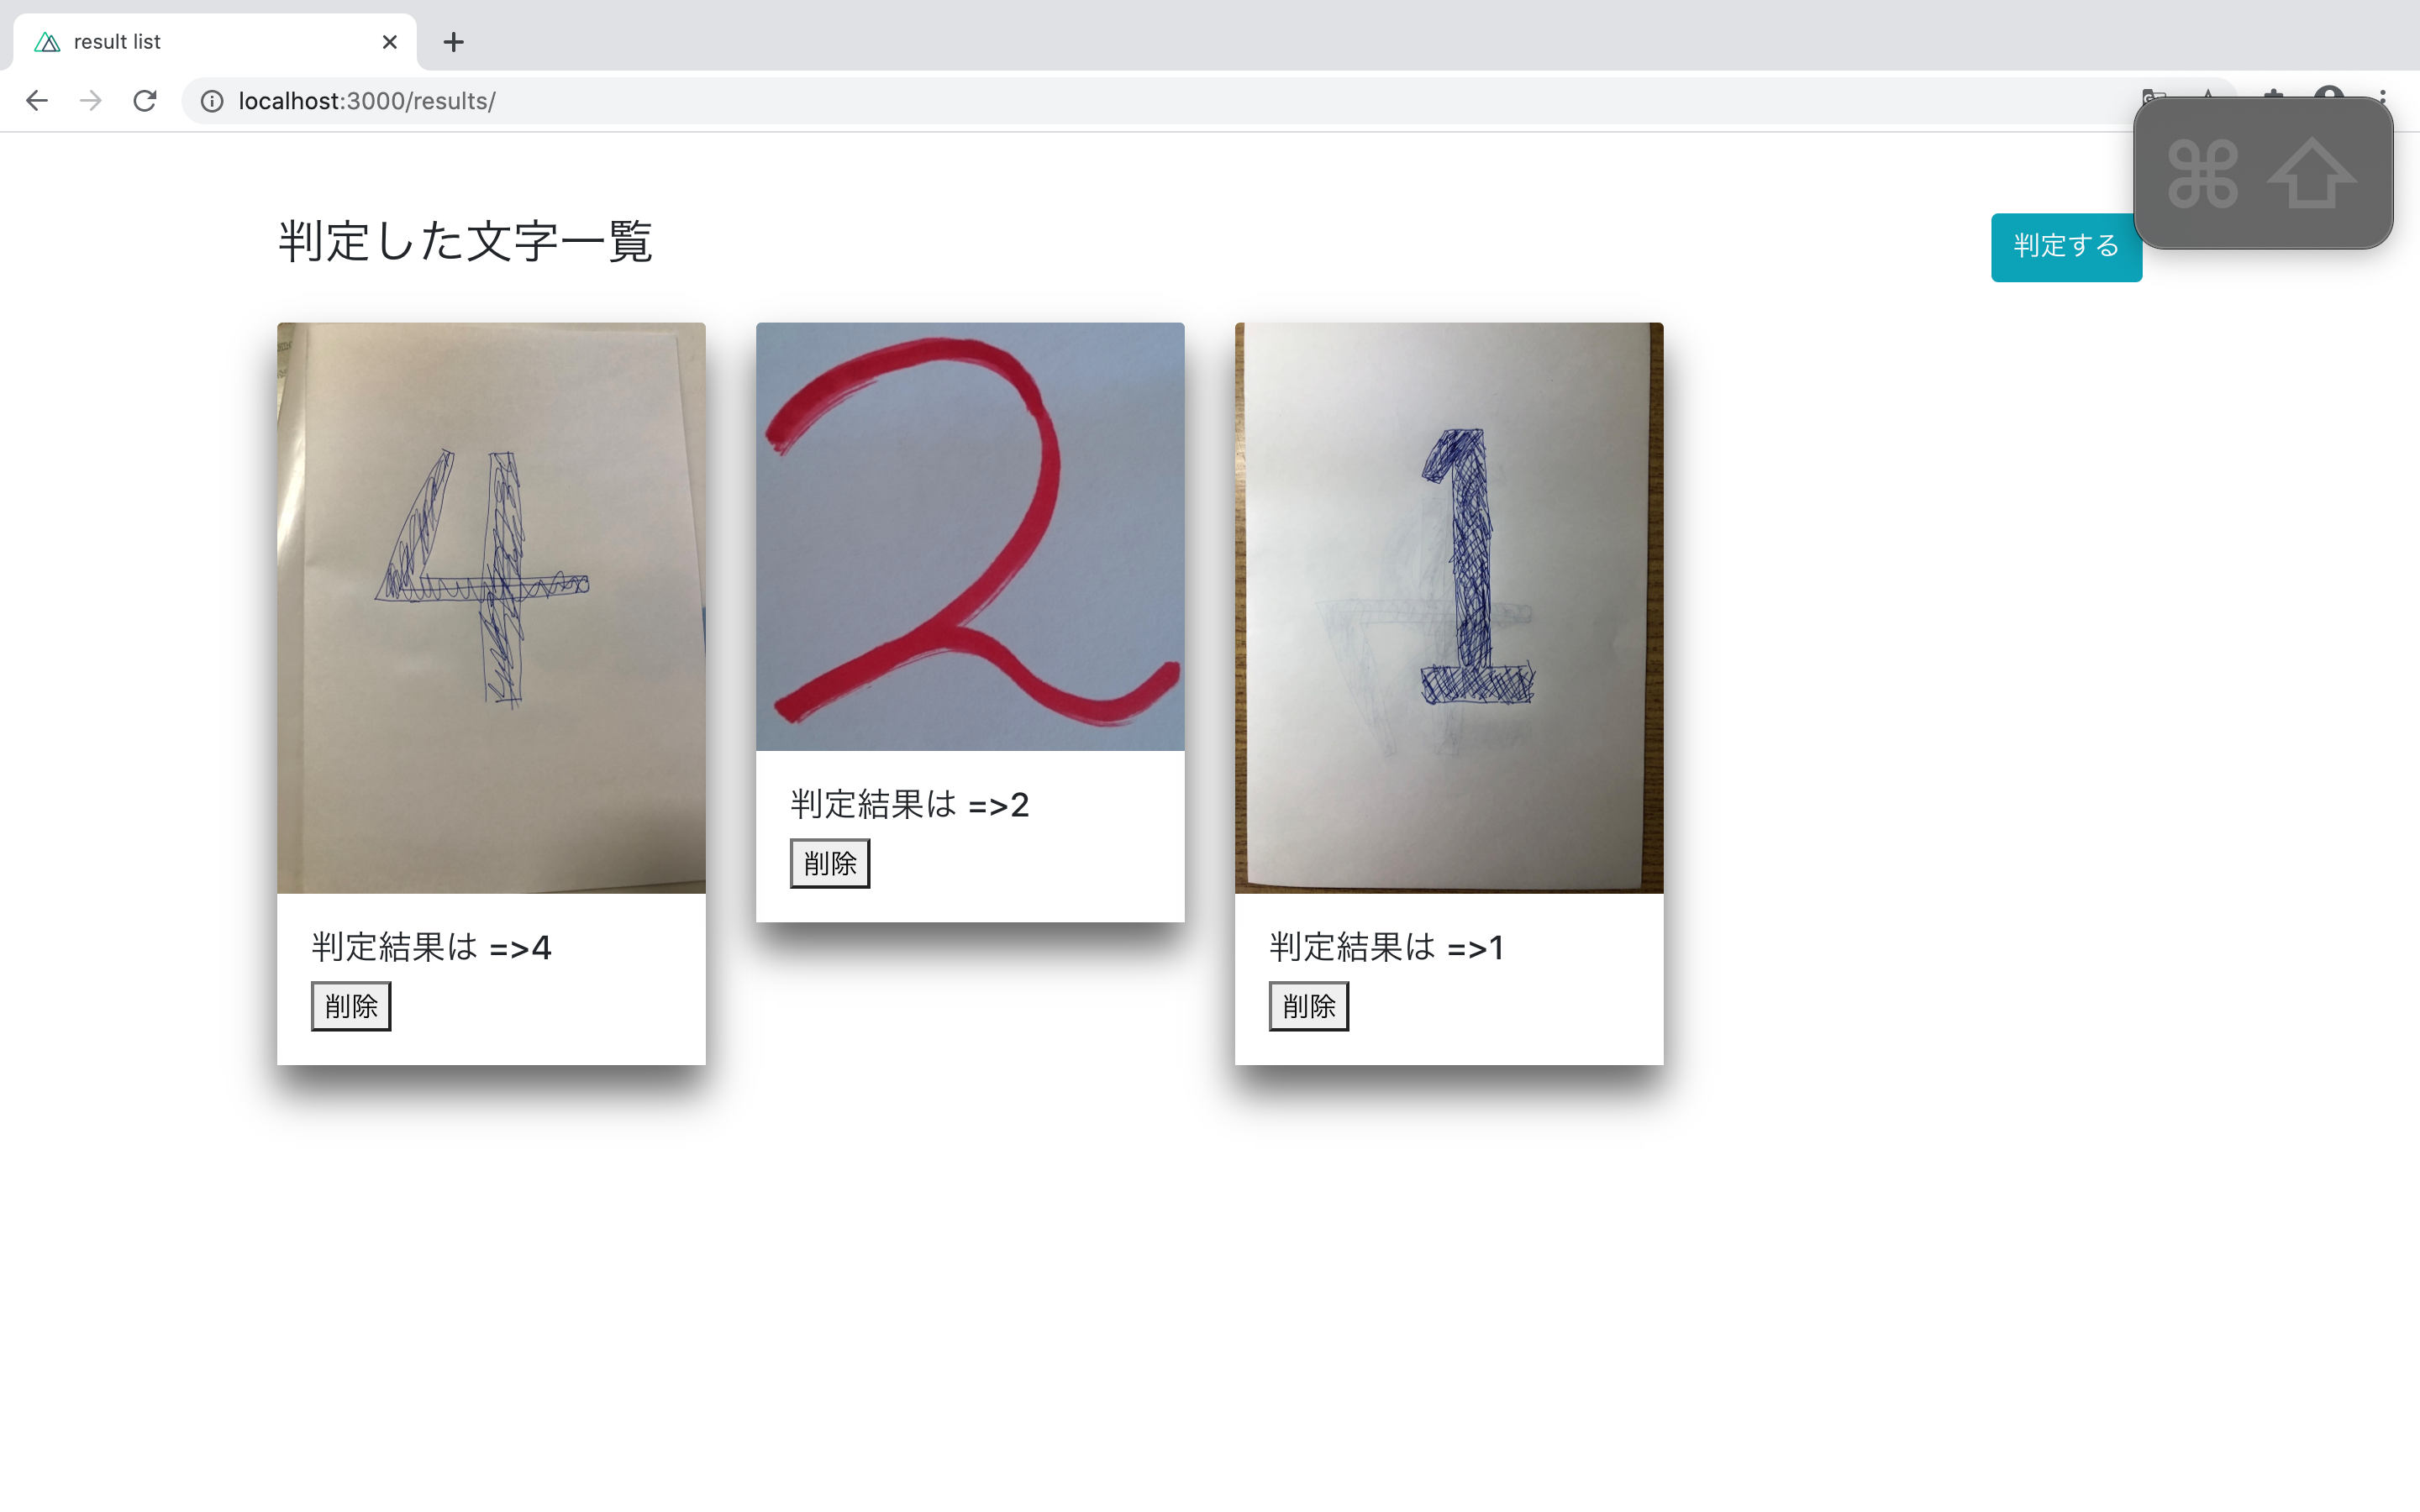 result list
localhost:3000/results/
判定した文字一覧
判定する
4
判定結果は =>4
削除
2
判定結果は =>2
削除
1
判定結果は =>1
削除